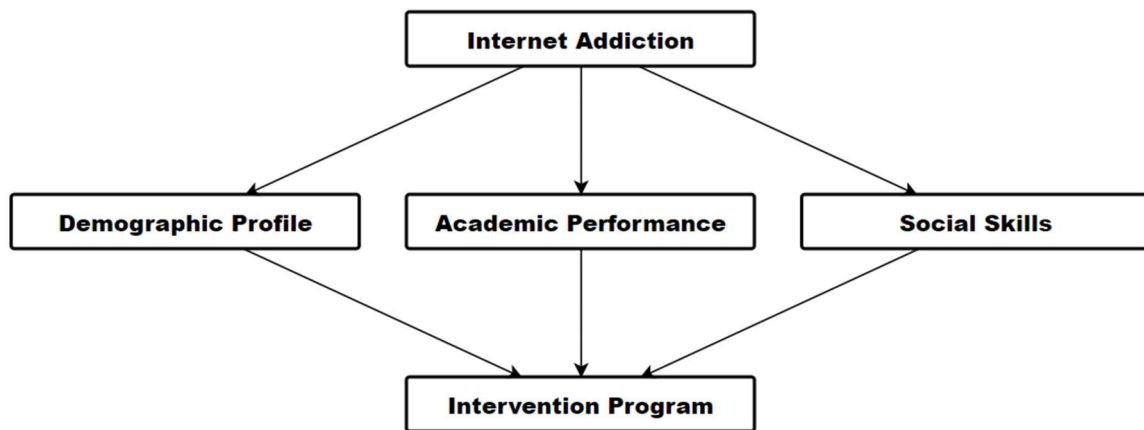 Internet Addiction
Demographic Profile
Academic Performance
Social Skills
Intervention Program